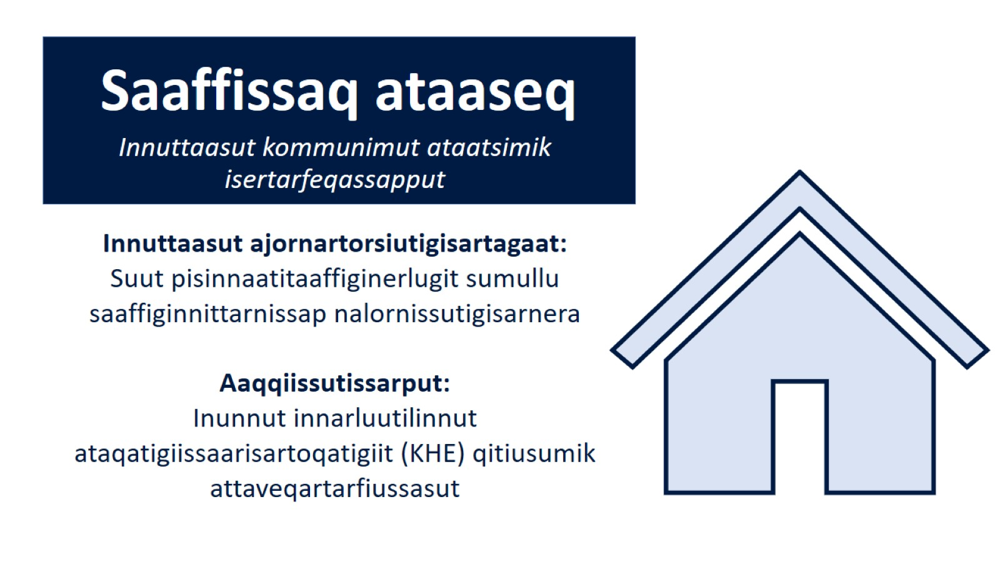 Saaffissaq ataaseq
Innuttaasut kommunimut ataatsimik
isertarfeqassapput
Innuttaasut ajornartorsiutigisartagaat:
Suut pisinnaatitaaffiginerlugit sumullu
saaffiginnittarnissap nalornissutigisarnera
Aaqqiissutissarput:
Inunnut innarluutilinnut
ataqatigiissaarisartoqatigiit (KHE) qitiusumik
attaveqartarfiussasut